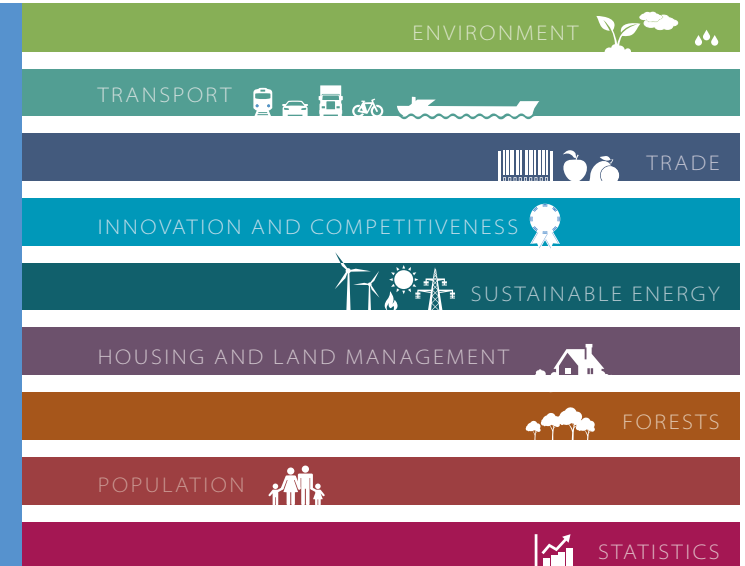 ENVIRONMENT
TRANSPORT
TRADE
INNOVATION AND COMPETITIVENESS
SUSTAINABLE ENERGY
HOUSING AND LAND MANAGEMENT
FORESTS
POPULATION
STATISTICS